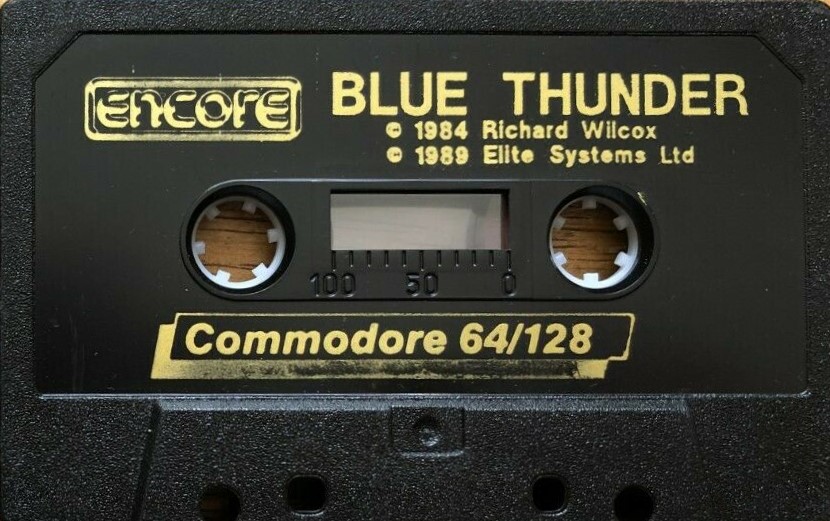 encore
BLUE THUNDER
© 1984 Richard Wilcox
© 1989 Elite Systems Ltd
100 50 0
Commodore 64/128